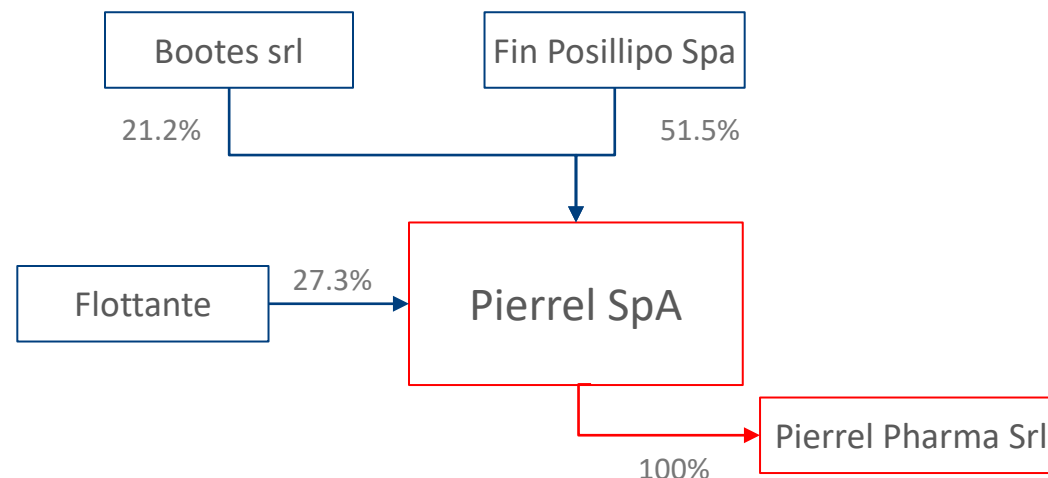 Bootes srl
Fin Posillipo Spa
21.2%
51.5%
Flottante
27.3%
Pierrel SpA
Pierrel Pharma Srl
100%